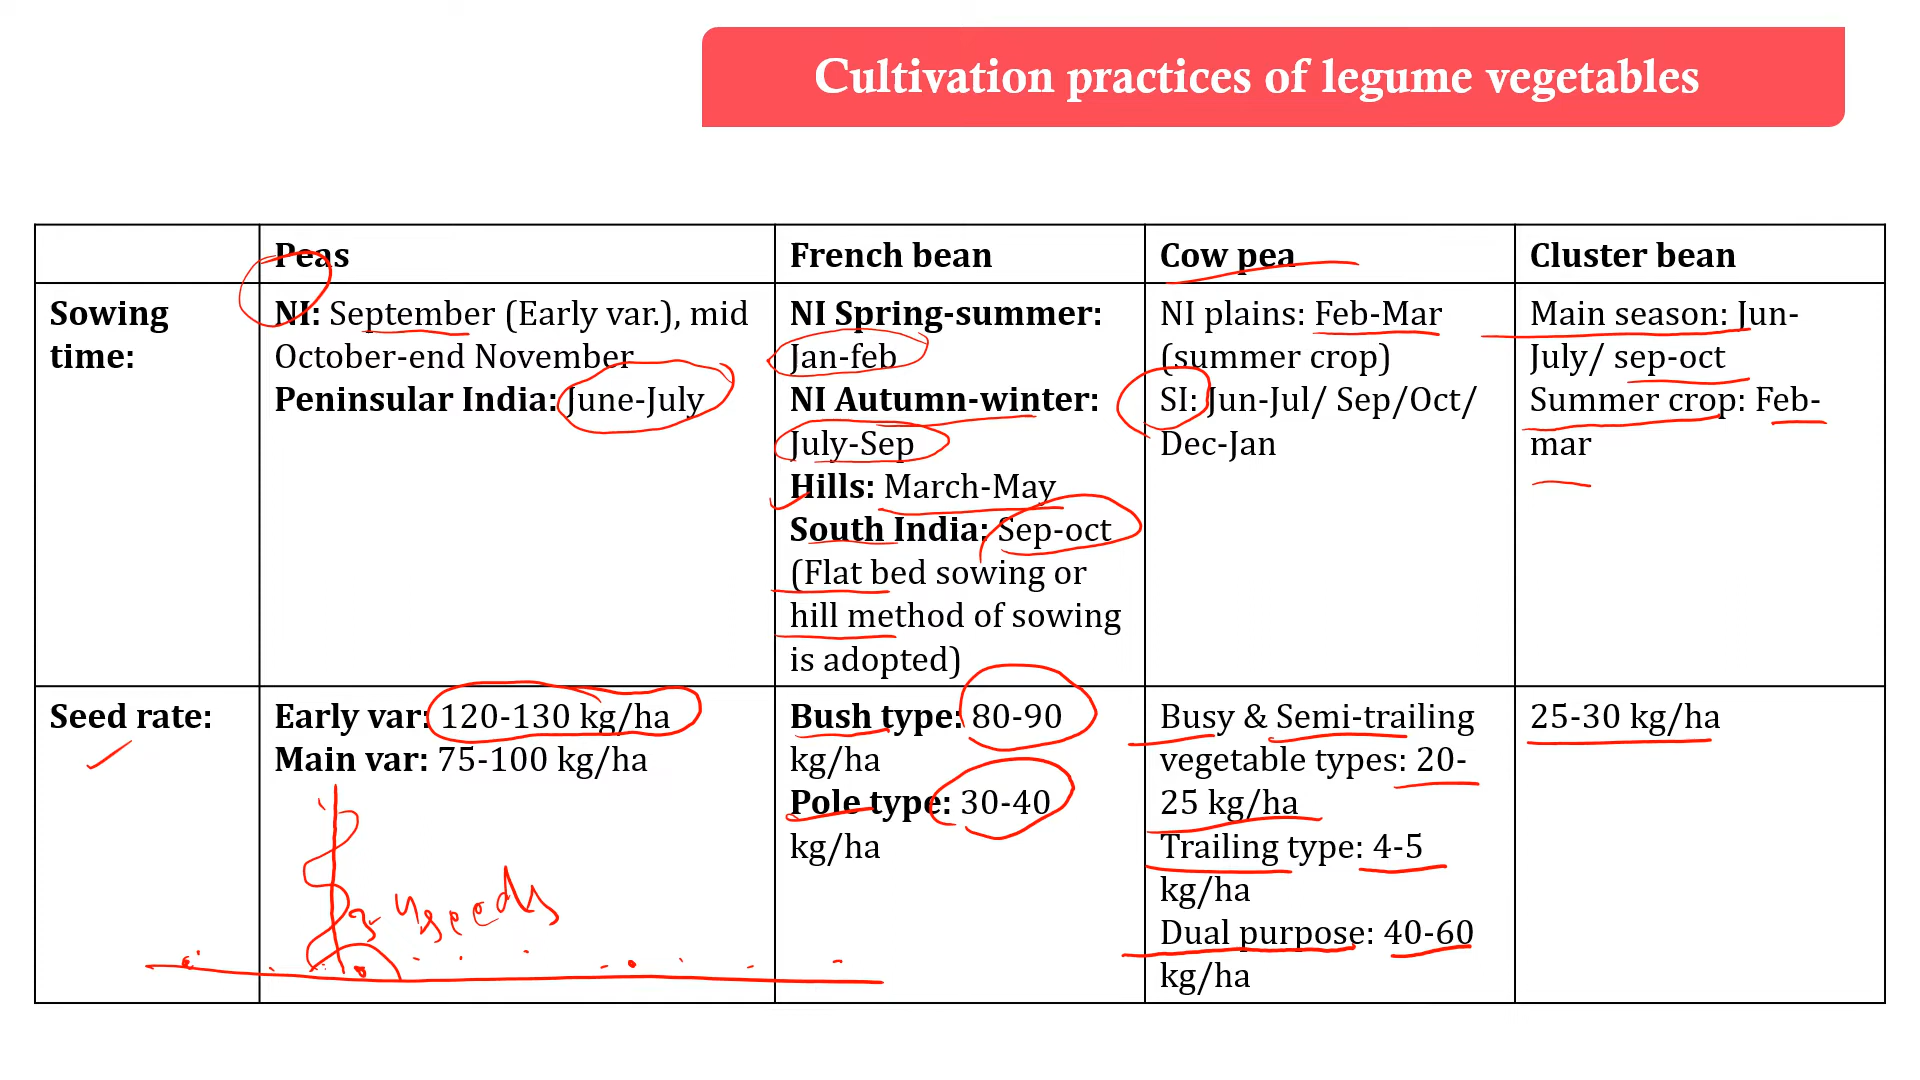 Cultivation practices of legume vegetables
Peas
French bean
Cow pea
Cluster bean
Sowing
time:
NI: September (Early var.), mid
October-end November
Peninsular India: June-July
NI Spring-summer:
Jan-feb
NI Autumn-winter:
July-Sep
Hills: March-May
South India: Sep-oct
(Flat bed sowing or
hill method of sowing
is adopted)
NI plains: Feb-Mar
(summer crop)
SI: Jun-Jul/ Sep/Oct/
Dec-Jan
Main season: Jun-
July/ sep-oct
Summer crop: Feb-
mar
Seed rate:
Early var: 120-130 kg/ha
Main var: 75-100 kg/ha
Bush type: 80-90
kg/ha
Pole type: 30-40
kg/ha
Busy & Semi-trailing
vegetable types: 20-
25 kg/ha
Trailing type: 4-5
kg/ha
Dual purpose: 40-60
kg/ha
25-30 kg/ha
3-4 seeds